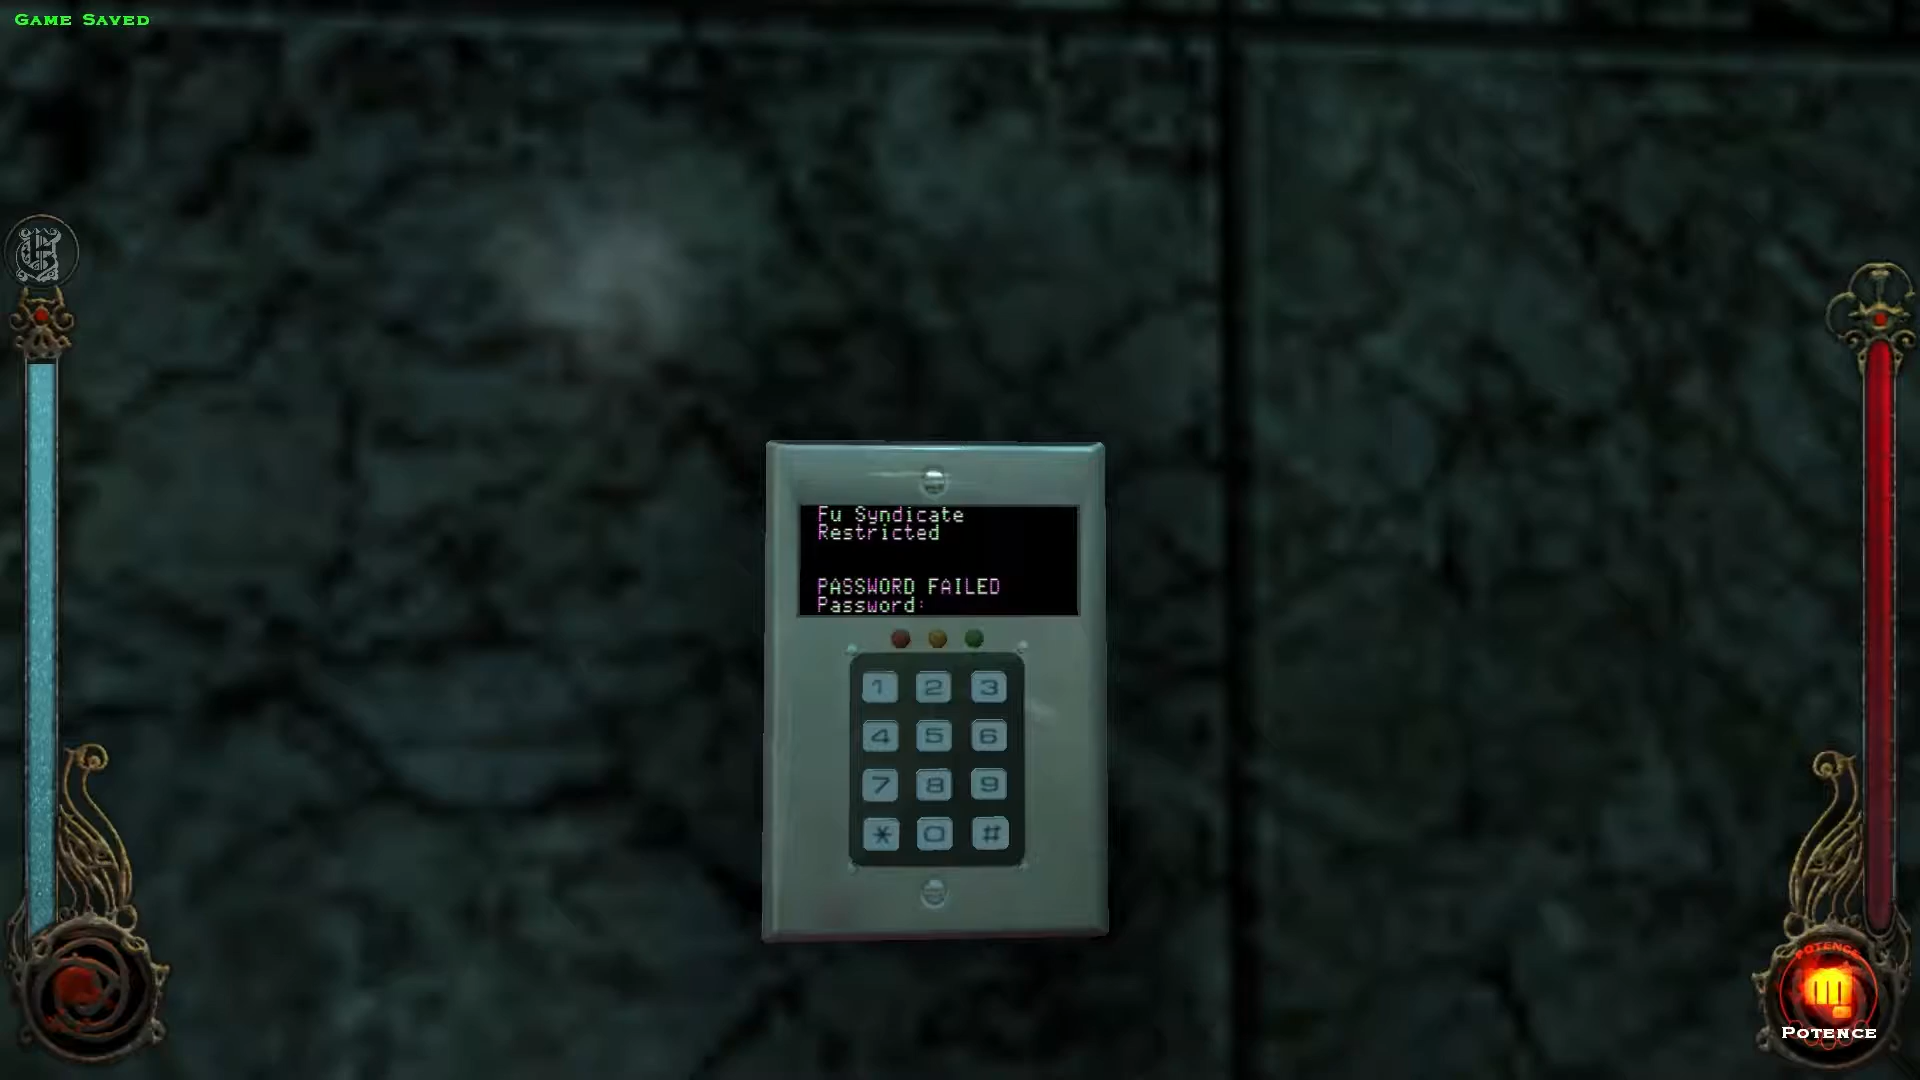 Game Saved
Fu Syndicate
Restricted
PASSWORD FAILED
Password:
1 2 3
4 5 6
7 8 9
* 0 #
POTENCE
Potence